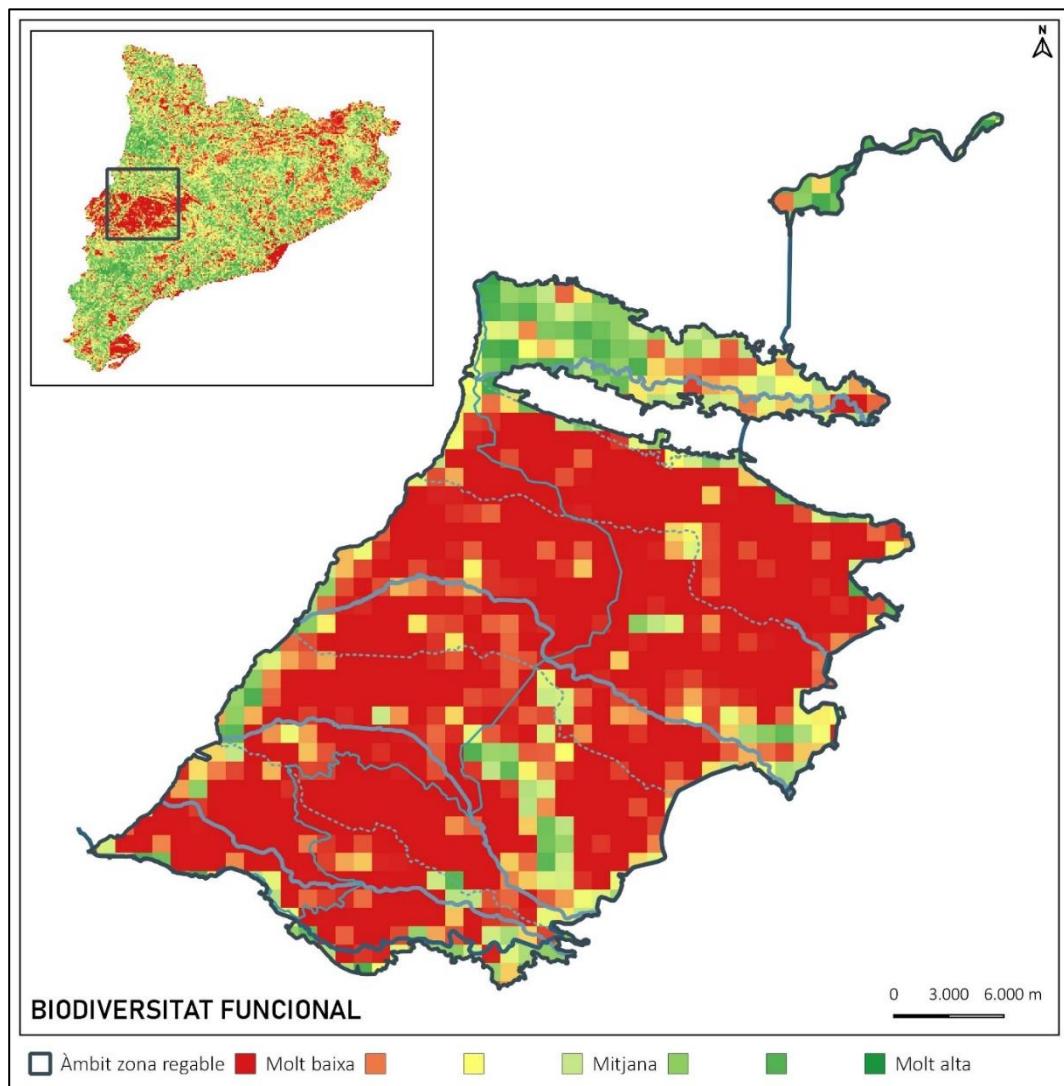 N
BIODIVERSITAT FUNCIONAL
0 3.000 6.000 m
Àmbit zona regable Molt baixa Mitjana Molt alta